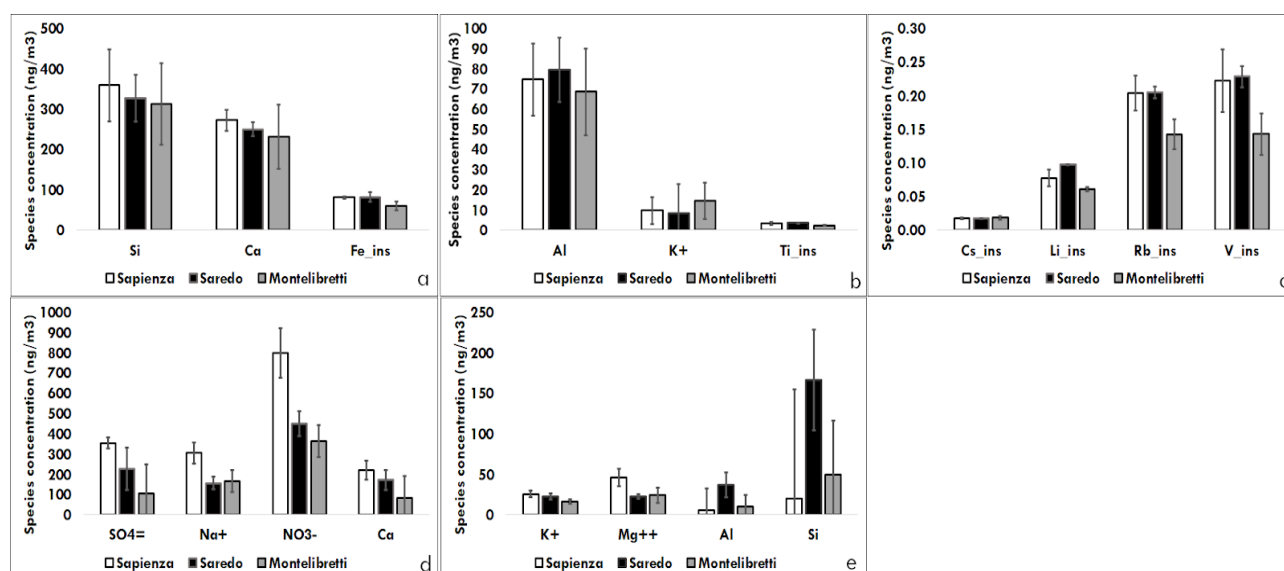 Species concentration (ng/m3)
500
400
300
200
100
0
Si Ca Fe_ins
Sapienza Saredo Montelibretti
a
Species concentration (ng/m3)
100
90
80
70
60
50
40
30
20
10
0
Al K+ Ti_ins
Sapienza Saredo Montelibretti
b
Species concentration (ng/m3)
0.30
0.25
0.20
0.15
0.10
0.05
0.00
Cs_ins Li_ins Rb_ins V_ins
Sapienza Saredo Montelibretti
Species concentration (ng/m3)
1000
900
800
700
600
500
400
300
200
100
0
SO4= Na+ NO3- Ca
Sapienza Saredo Montelibretti
d
Species concentration (ng/m3)
250
200
150
100
50
0
K+ Mg++ Al Si
Sapienza Saredo Montelibretti
e